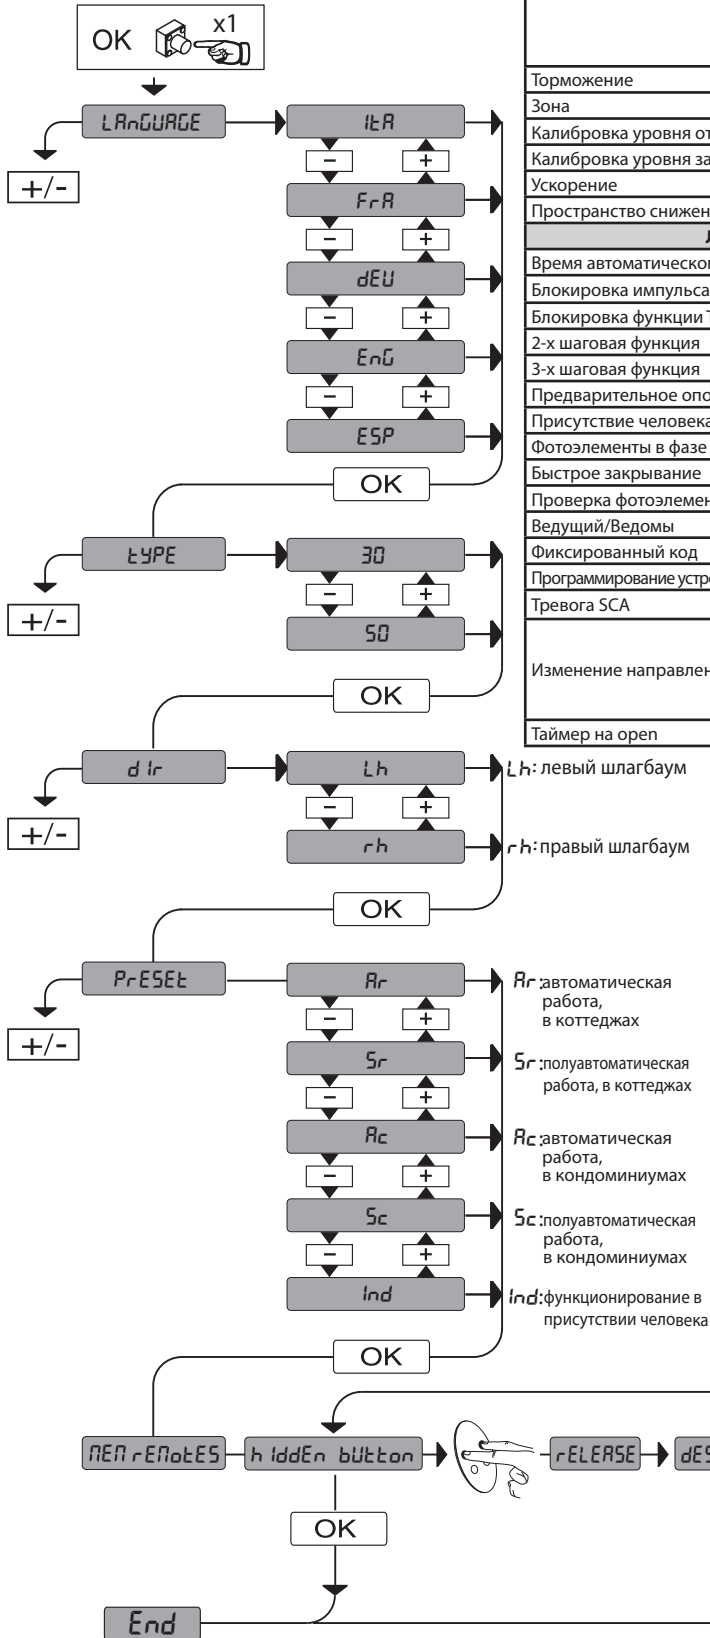 OK x1
LAnGUAGE
+/-
ItA
- +
FrA
- +
dEU
- +
EnG
- +
ESP
OK
tYPE
+/-
30
- +
50
OK
dIr
+/-
Lh
Lh: левый шлагбаум
- +
rh
rh: правый шлагбаум
OK
PrESEt
+/-
Ar
Ar: автоматическая
работа,
в коттеджах
- +
Sr
Sr: полуавтоматическая
работа, в коттеджах
- +
Ac
Ac: автоматическая
работа,
в кондоминиумах
- +
Sc
Sc: полуавтоматическая
работа,
в кондоминиумах
- +
Ind
Ind: функционирование в
присутствии человека
OK
MEM rEMotES
hIddEn bUtton
rELEASE
dES
OK
End
Торможение
Зона
Калибровка уровня от
Калибровка уровня за
Ускорение
Пространство снижен
Время автоматическог
Блокировка импульса
Блокировка функции
2-х шаговая функция
3-х шаговая функция
Предварительное опо
Присутствие человека
Фотоэлементы в фазе
Быстрое закрывание
Проверка фотоэлемен
Ведущий/Ведомы
Фиксированный код
Программирование устро
Тревога SCA
Изменение направлен
Таймер на open